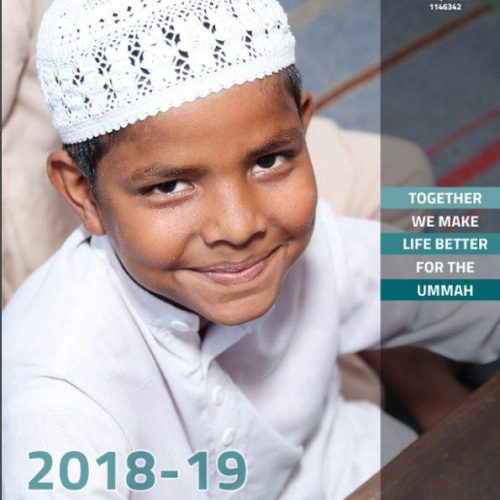 1146342
TOGETHER
WE MAKE
LIFE BETTER
FOR THE
UMMAH
2018-19